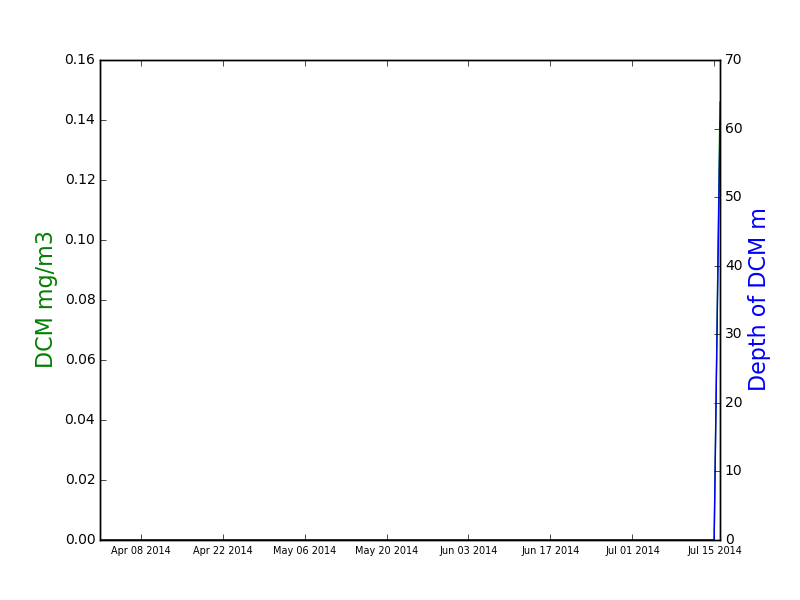 DCM mg/m3
0.16
0.14
0.12
0.10
0.08
0.06
0.04
0.02
0.00
Apr 08 2014
Apr 22 2014
May 06 2014
May 20 2014
Jun 03 2014
Jun 17 2014
Jul 01 2014
Jul 15 2014
70
60
50
40
30
20
10
0
Depth of DCM m